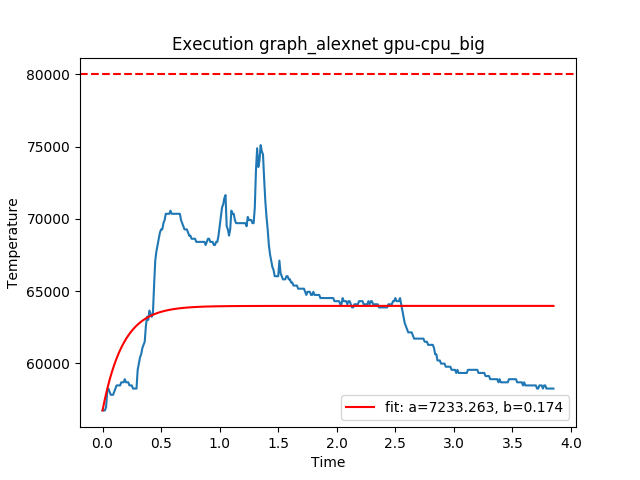 Execution graph_alexnet gpu-cpu_big
Temperature
80000
75000
70000
65000
60000
fit: a=7233.263, b=0.174
0.0 0.5 1.0 1.5 2.0 2.5 3.0 3.5 4.0
Time